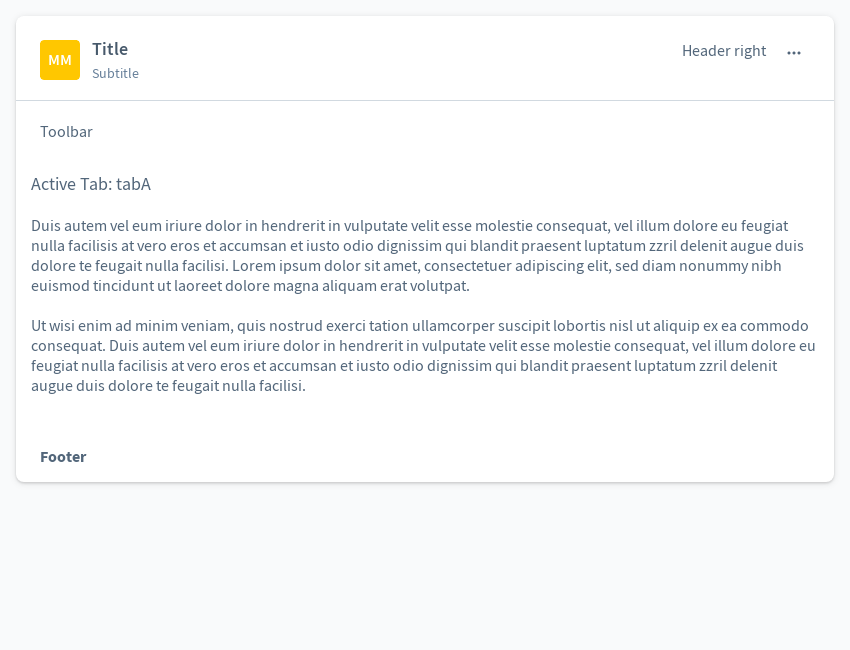 MM
Title
Subtitle
Header right
Toolbar
Active Tab: tabA
Duis autem vel eum iriure dolor in hendrerit in vulputate velit esse molestie consequat, vel illum dolore eu feugiat
nulla facilisis at vero eros et accumsan et iusto odio dignissim qui blandit praesent luptatum zzril delenit augue duis
dolore te feugait nulla facilisi. Lorem ipsum dolor sit amet, consectetuer adipiscing elit, sed diam nonummy nibh
euismod tincidunt ut laoreet dolore magna aliquam erat volutpat.
Ut wisi enim ad minim veniam, quis nostrud exerci tation ullamcorper suscipit lobortis nisl ut aliquip ex ea commodo
consequat. Duis autem vel eum iriure dolor in hendrerit in vulputate velit esse molestie consequat, vel illum dolore eu
feugiat nulla facilisis at vero eros et accumsan et iusto odio dignissim qui blandit praesent luptatum zzril delenit
augue duis dolore te feugait nulla facilisi.
Footer